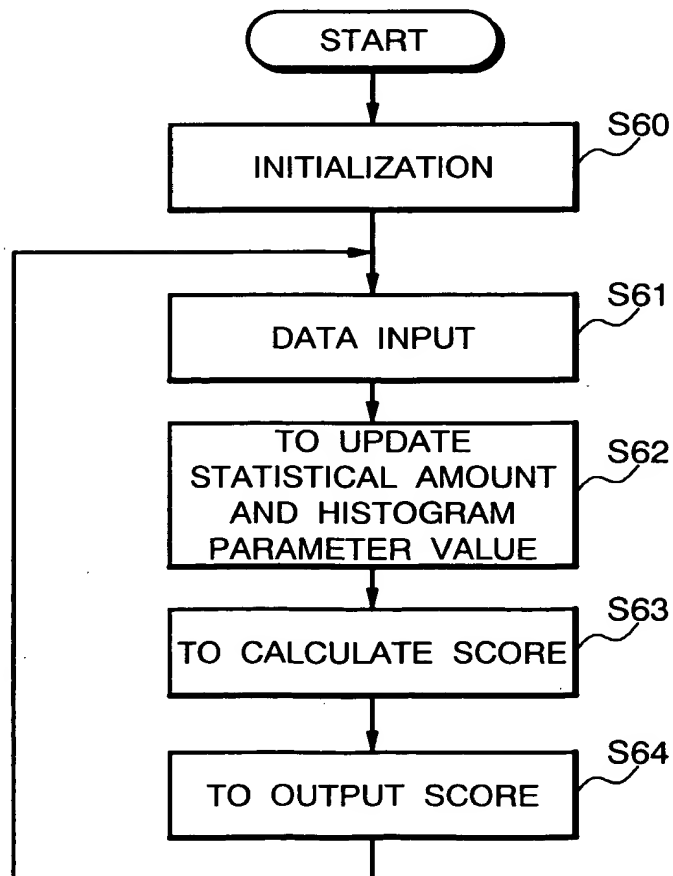 START
S60
INITIALIZATION
S61
DATA INPUT
S62
TO UPDATE
STATISTICAL AMOUNT
AND HISTOGRAM
PARAMETER VALUE
S63
TO CALCULATE SCORE
S64
TO OUTPUT SCORE